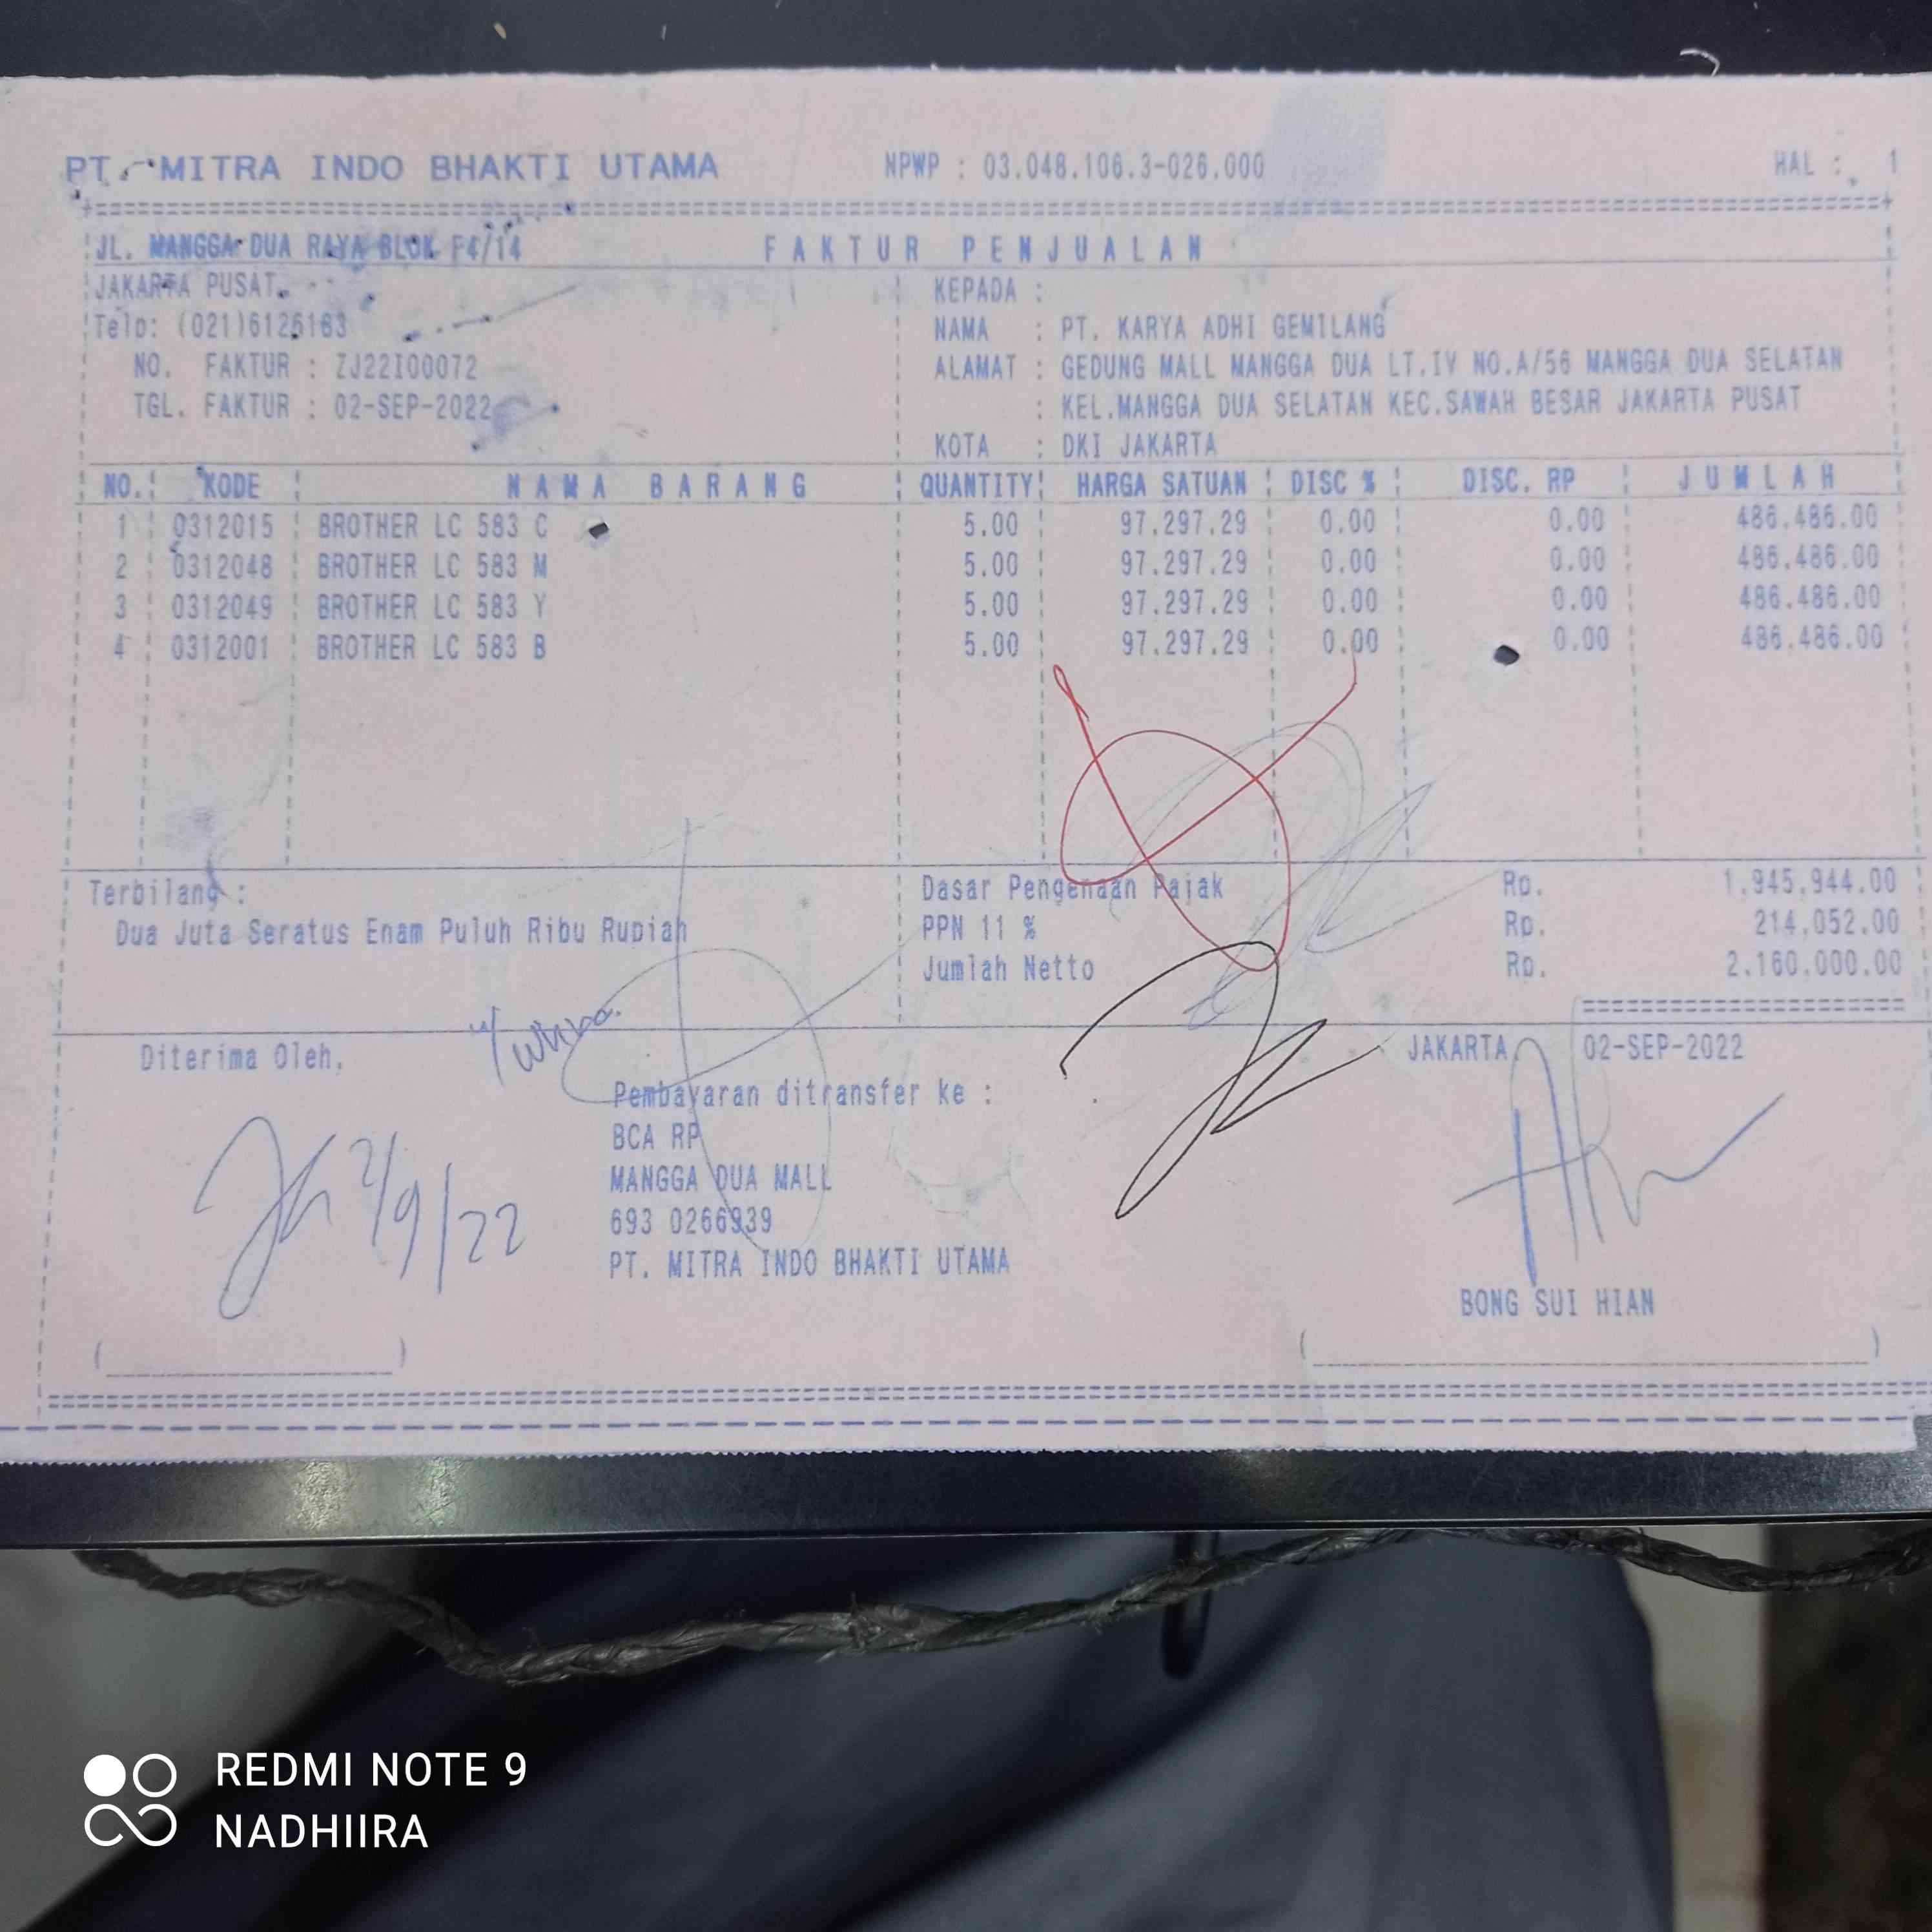 PT. MITRA INDO BHAKTI UTAMA NPWP : 03.048.106.3-026.000 HAL : 1
JL. MANGGA DUA RAYA BLOK F4/14 FAKTUR PENJUALAN
JAKARTA PUSAT. KEPADA :
Telp: (021)6126163 NAMA : PT. KARYA ADHI GEMILANG
NO. FAKTUR : ZJ22I00072 ALAMAT : GEDUNG MALL MANGGA DUA LT.IV NO.A/56 MANGGA DUA SELATAN
TGL. FAKTUR : 02-SEP-2022 : KEL.MANGGA DUA SELATAN KEC.SAWAH BESAR JAKARTA PUSAT
KOTA : DKI JAKARTA
NO. KODE NAMA BARANG QUANTITY HARGA SATUAN DISC % DISC. RP JUMLAH
1 0312015 BROTHER LC 583 C 5.00 97.297.29 0.00 0.00 486.486.00
2 0312048 BROTHER LC 583 M 5.00 97.297.29 0.00 0.00 486.486.00
3 0312049 BROTHER LC 583 Y 5.00 97.297.29 0.00 0.00 486.486.00
4 0312001 BROTHER LC 583 B 5.00 97.297.29 0.00 0.00 486.486.00
Terbilang : Dasar Pengenaan Pajak Rp. 1.945.944.00
Dua Juta Seratus Enam Puluh Ribu Rupiah PPN 11 % Rp. 214.052.00
Jumlah Netto Rp. 2.160.000.00
Diterima Oleh, JAKARTA, 02-SEP-2022
Pembayaran ditransfer ke :
BCA RP
MANGGA DUA MALL
2/9/22
693 0266939
PT. MITRA INDO BHAKTI UTAMA
BONG SUI HIAN
REDMI NOTE 9
NADHIIRA